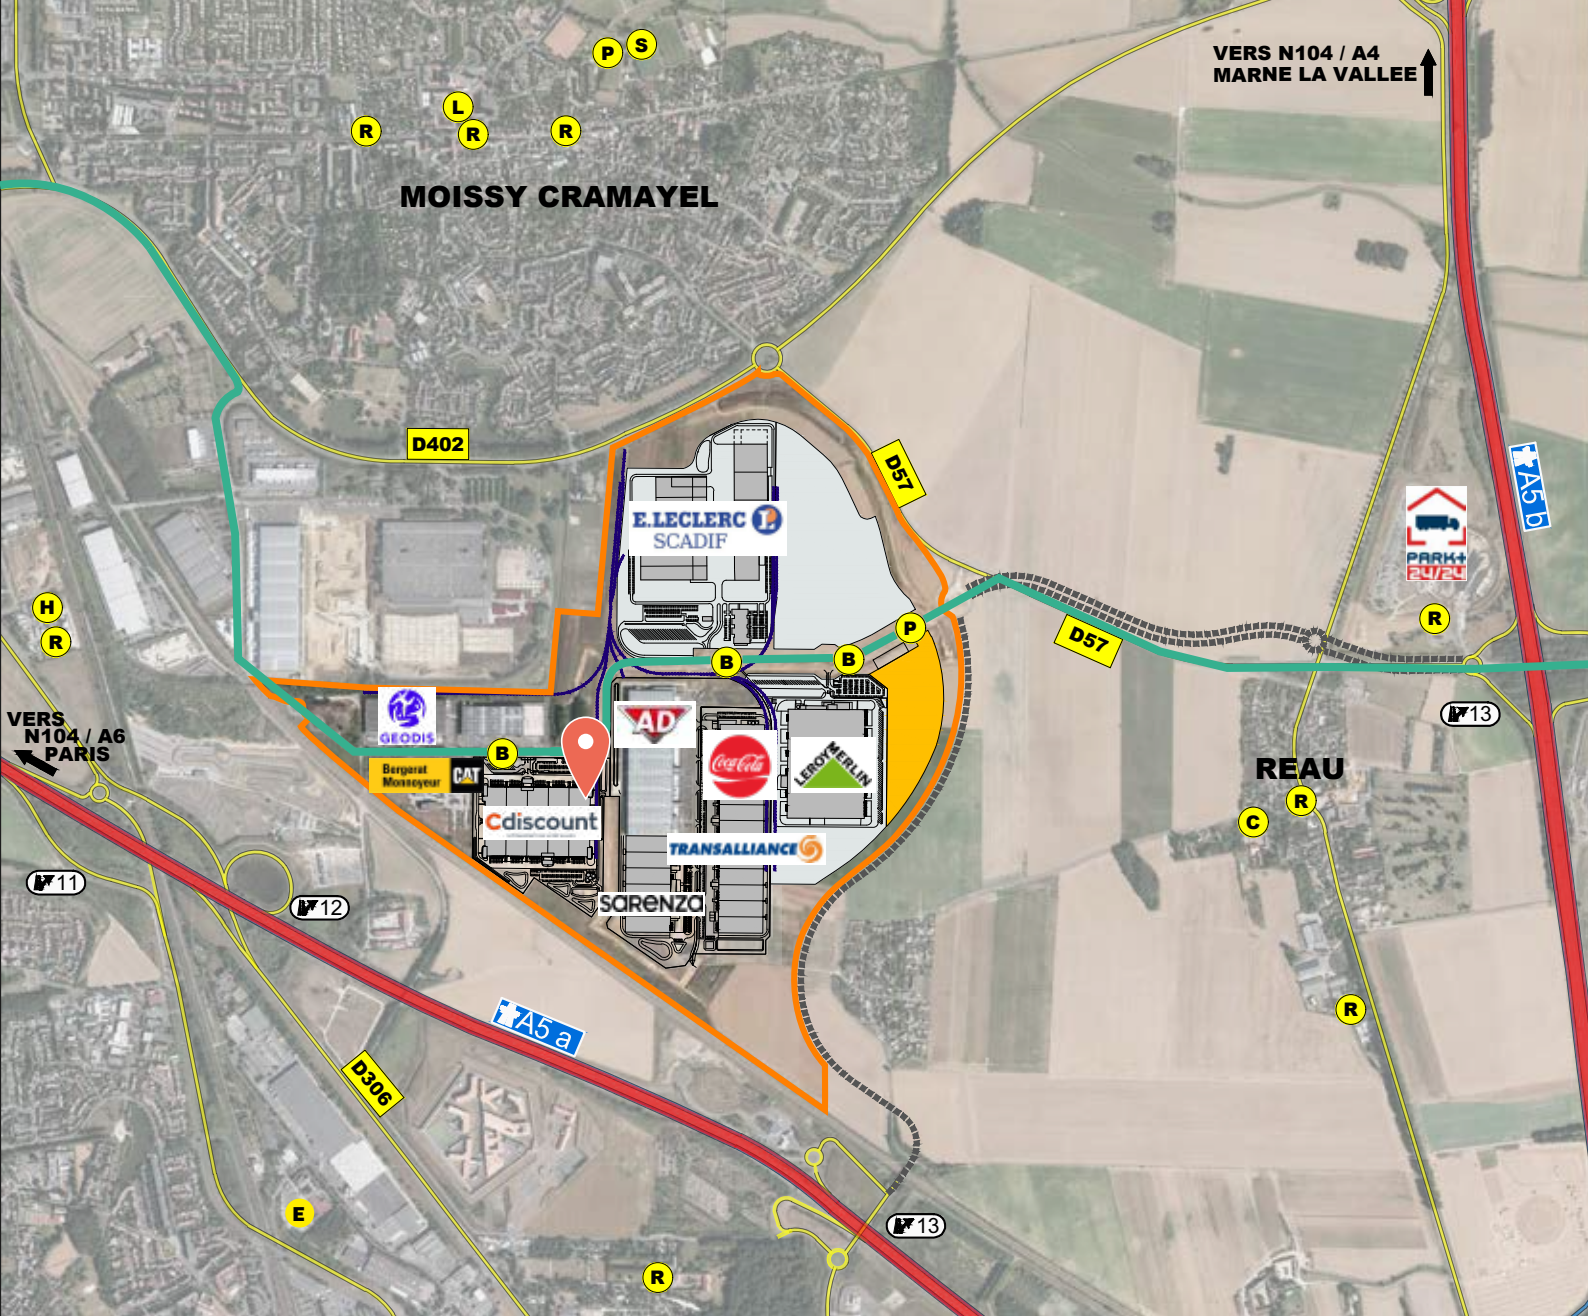 P
S
VERS N104 / A4
MARNE LA VALLEE
L
R
R
R
MOISSY CRAMAYEL
D402
D57
A5 b
E.LECLERC L
SCADIF
PARK+
24/24
H
R
R
P
D57
B
B
GEODIS
AD
13
VERS
N104 / A6
PARIS
B
Bergerat
Monnoyeur
CAT
Coca-Cola
LEROY MERLIN
REAU
R
C
Cdiscount
TRANSALLIANCE
11
12
sarenza
R
A5 a
D306
E
13
R